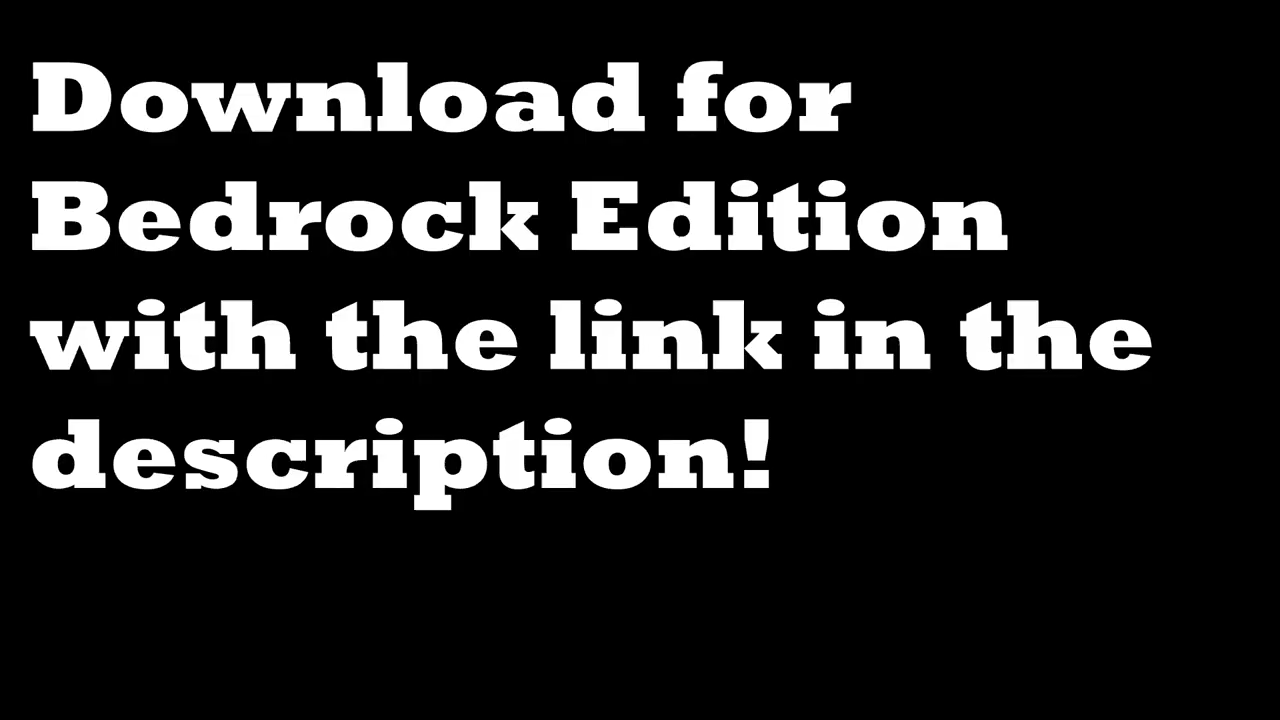 Download for
Bedrock Edition
with the link in the
description!